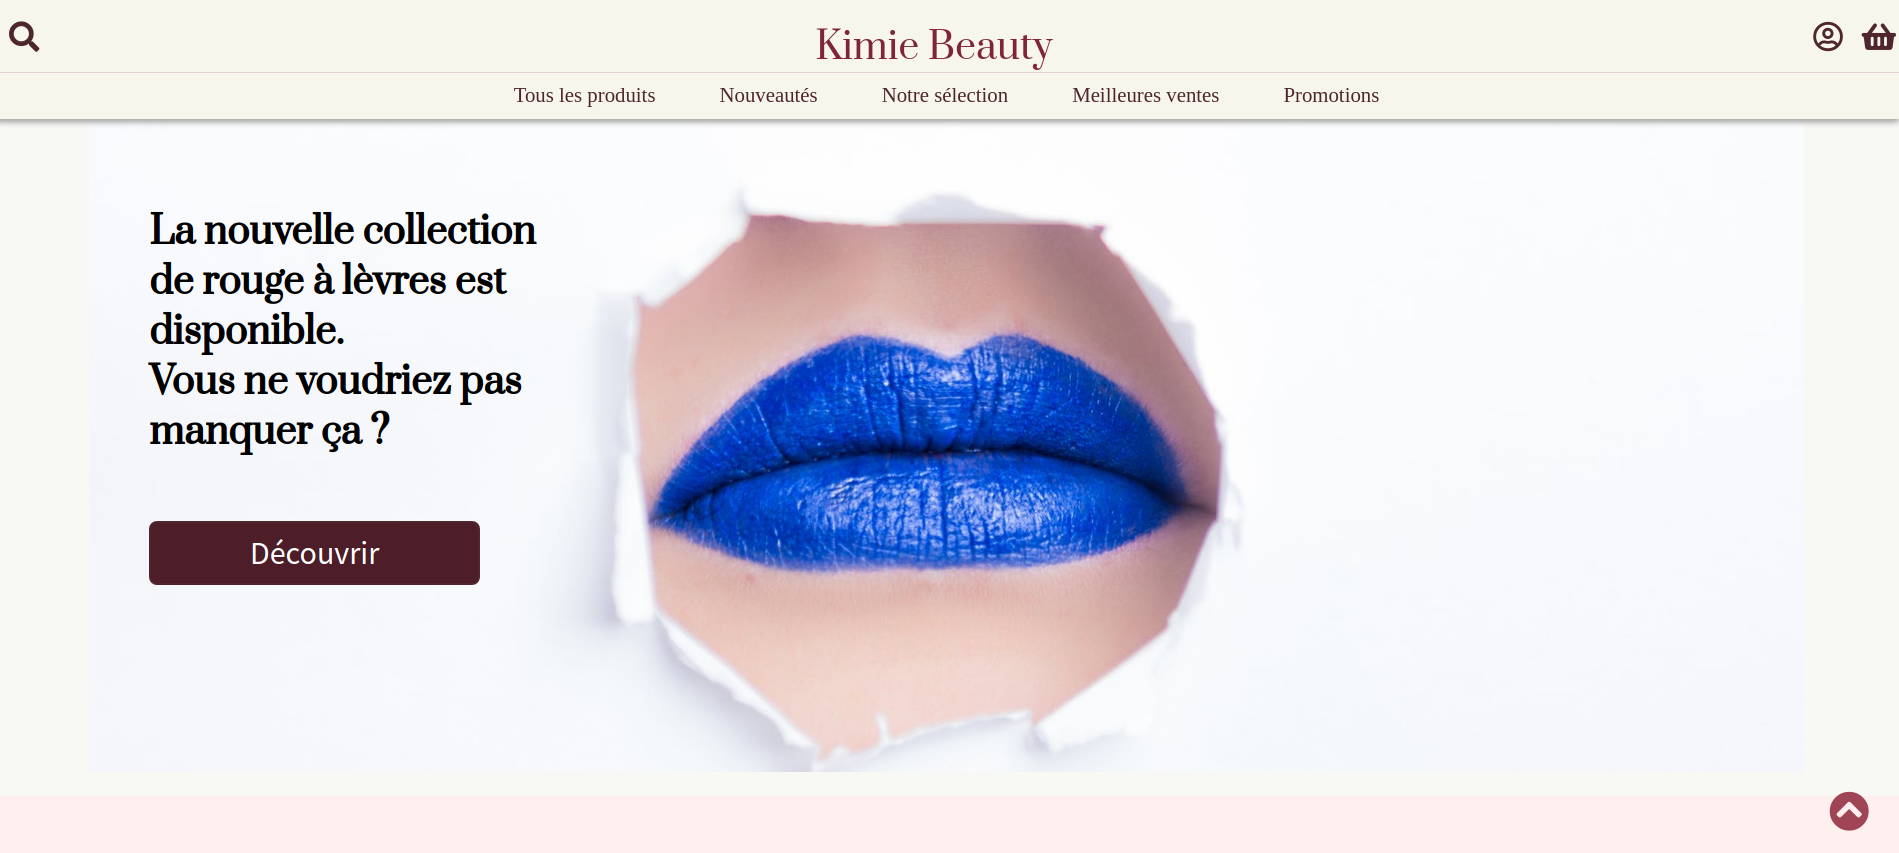 Kimie Beauty
Tous les produits Nouveautés Notre sélection Meilleures ventes Promotions
La nouvelle collection
de rouge à lèvres est
disponible.
Vous ne voudriez pas
manquer ça ?
Découvrir